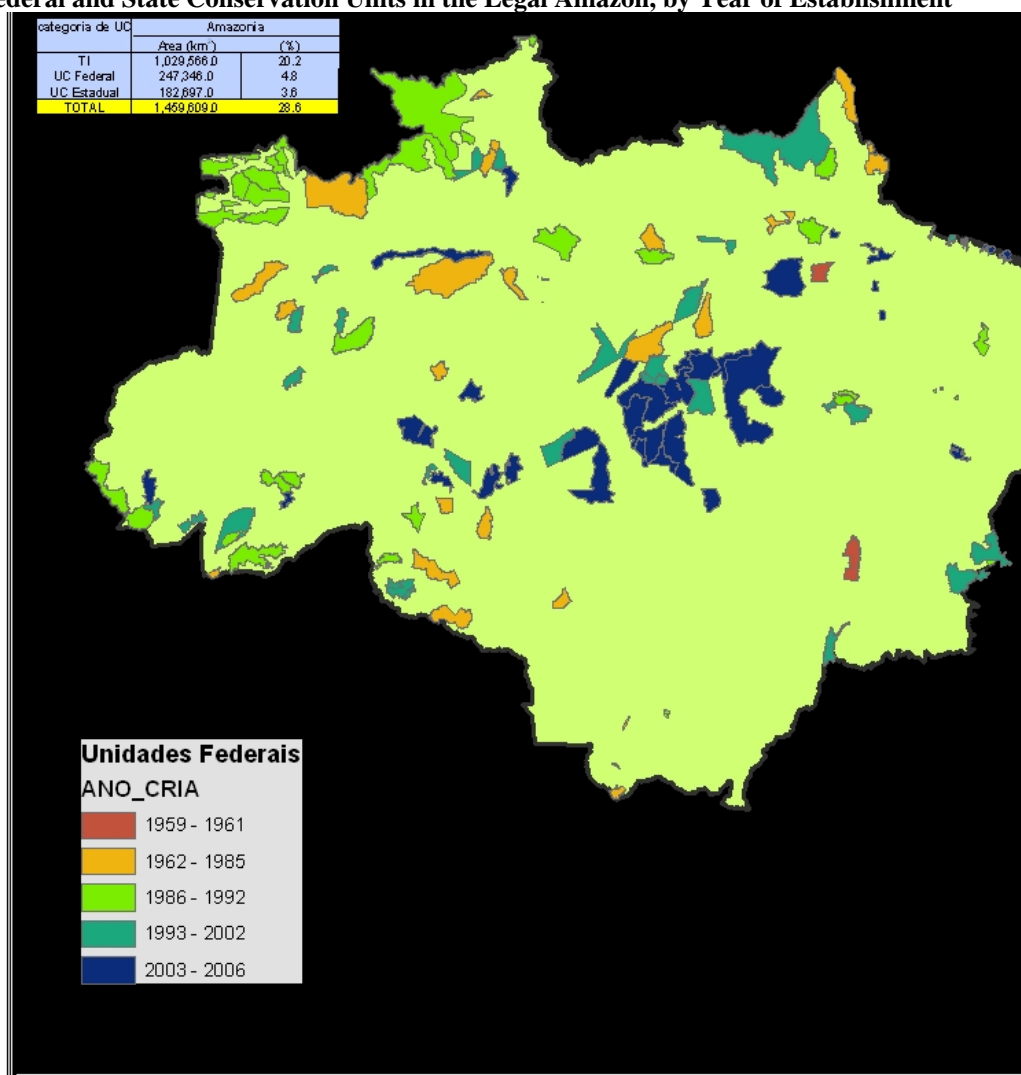 ederal and State Conservation Units in the Legal Amazon, by Year of Establishment
categoria de UC Amazonia
Area (km²) (%)
TI 1,029,566.0 20.2
UC Federal 247,346.0 4.8
UC Estadual 182,697.0 3.6
TOTAL 1,459,609.0 28.6
Unidades Federais
ANO_CRIA
1959 - 1961
1962 - 1985
1986 - 1992
1993 - 2002
2003 - 2006